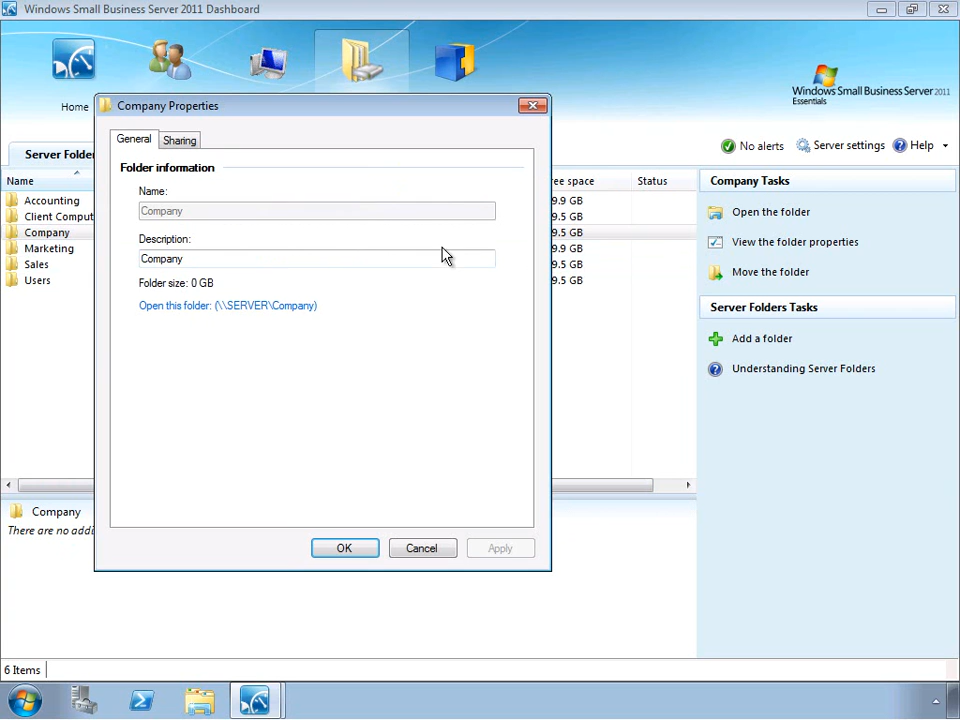 Windows Small Business Server 2011 Dashboard
Home
Windows Small Business Server 2011
Essentials
Company Properties
General
Sharing
Folder information
Name:
Company
Description:
Company
Folder size: 0 GB
Open this folder: (\\SERVER\Company)
OK
Cancel
Apply
No alerts
Server settings
Help
Server Folde
Name
ree space
Status
Accounting
9.9 GB
Client Comput
9.5 GB
Company
9.5 GB
Marketing
9.9 GB
Sales
9.5 GB
Users
9.5 GB
Company
There are no addi
Company Tasks
Open the folder
View the folder properties
Move the folder
Server Folders Tasks
Add a folder
Understanding Server Folders
6 Items